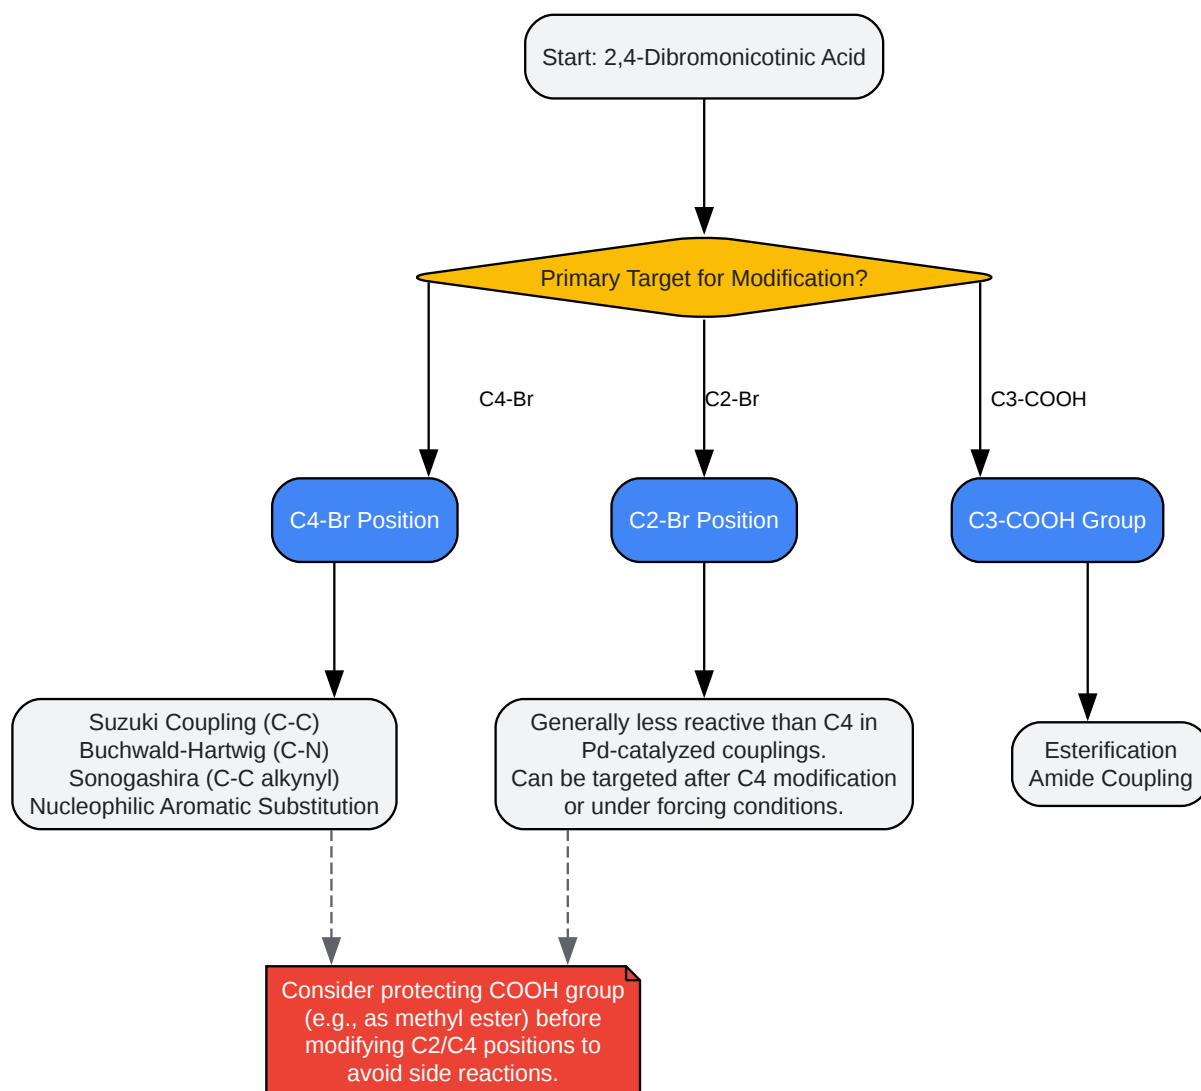 Start: 2,4-Dibromonicotinic Acid
Primary Target for Modification?
C4-Br
C2-Br
C3-COOH
C4-Br Position
C2-Br Position
C3-COOH Group
Suzuki Coupling (C-C)
Buchwald-Hartwig (C-N)
Sonogashira (C-C alkynyl)
Nucleophilic Aromatic Substitution
Generally less reactive than C4 in
Pd-catalyzed couplings.
Can be targeted after C4 modification
or under forcing conditions.
Esterification
Amide Coupling
Consider protecting COOH group
(e.g., as methyl ester) before
modifying C2/C4 positions to
avoid side reactions.